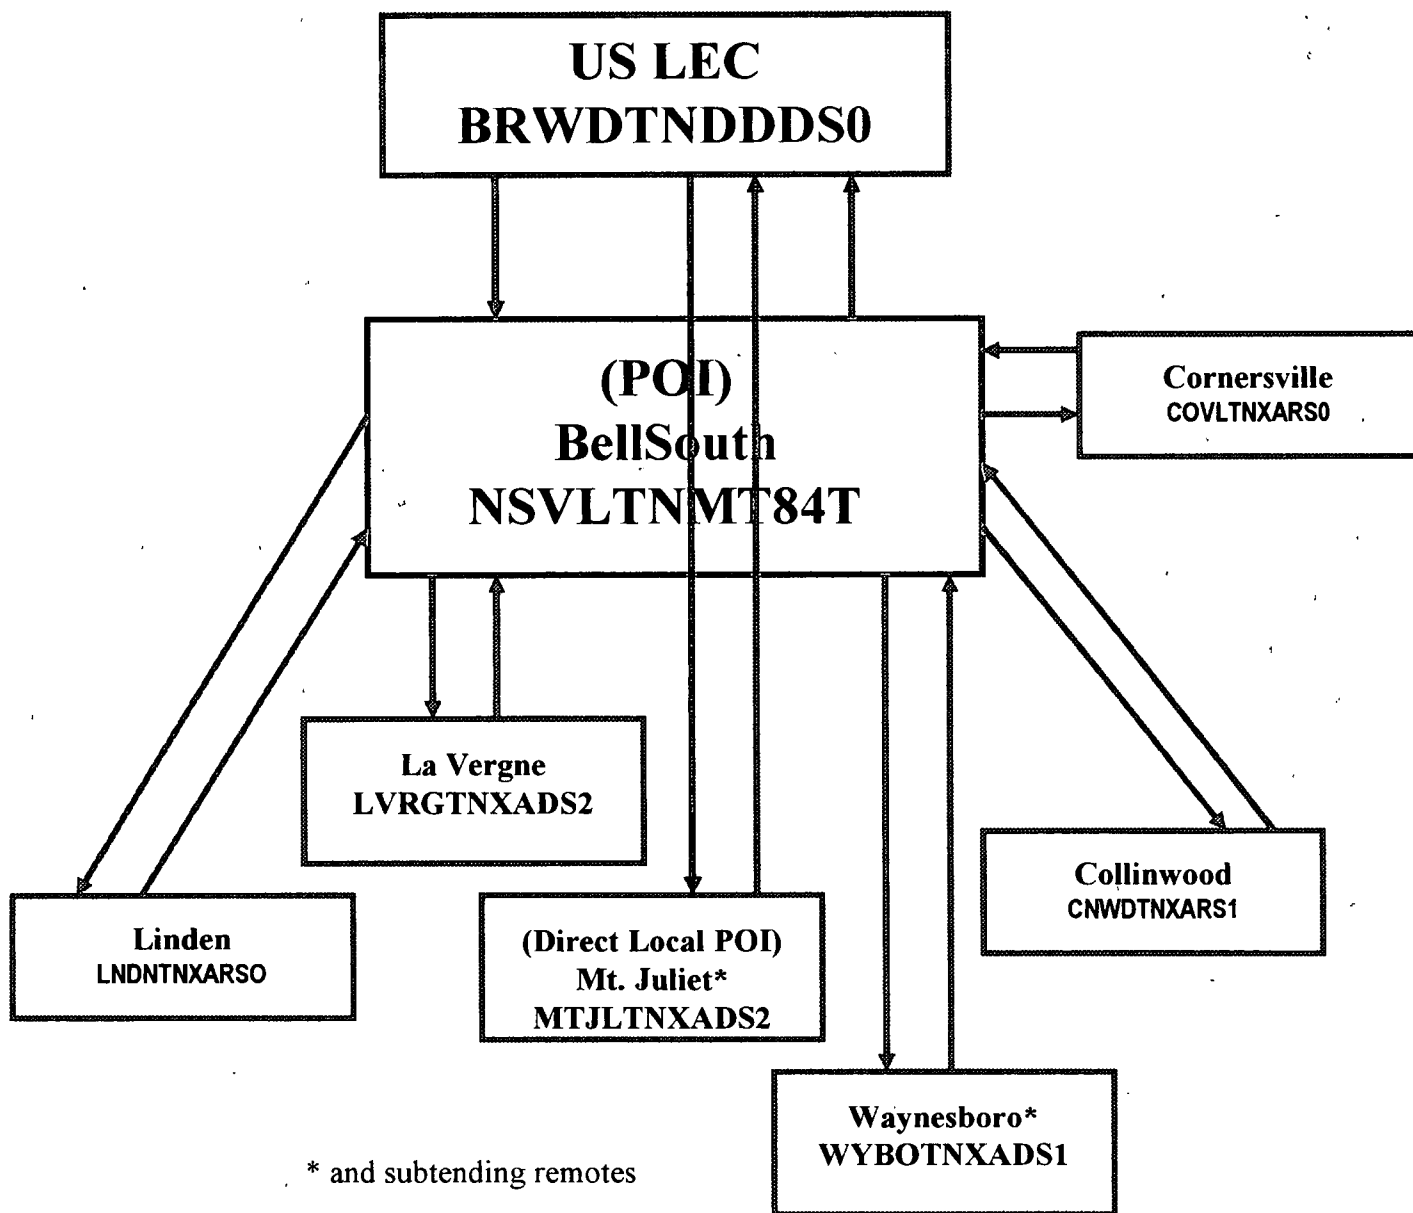 US LEC
BRWDTNDDDS0
(POI)
BellSouth
NSVLTNMT84T
Cornersville
COVLTNXARS0
La Vergne
LVRGTNXADS2
Collinwood
CNWDTNXARS1
Linden
LNDNTNXARSO
(Direct Local POI)
Mt. Juliet*
MTJLTNXADS2
Waynesboro*
WYBOTNXADS1
* and subtending remotes